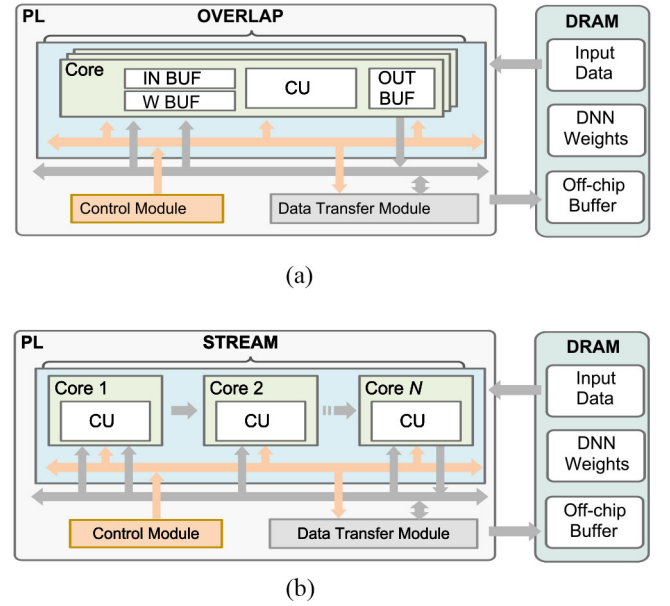 PL
OVERLAP
DRAM
Core
IN BUF
W BUF
CU
OUT
BUF
Input
Data
DNN
Weights
Off-chip
Buffer
Control Module
Data Transfer Module
(a)
PL
STREAM
DRAM
Core 1
CU
Core 2
CU
Core N
CU
Input
Data
DNN
Weights
Off-chip
Buffer
Control Module
Data Transfer Module
(b)